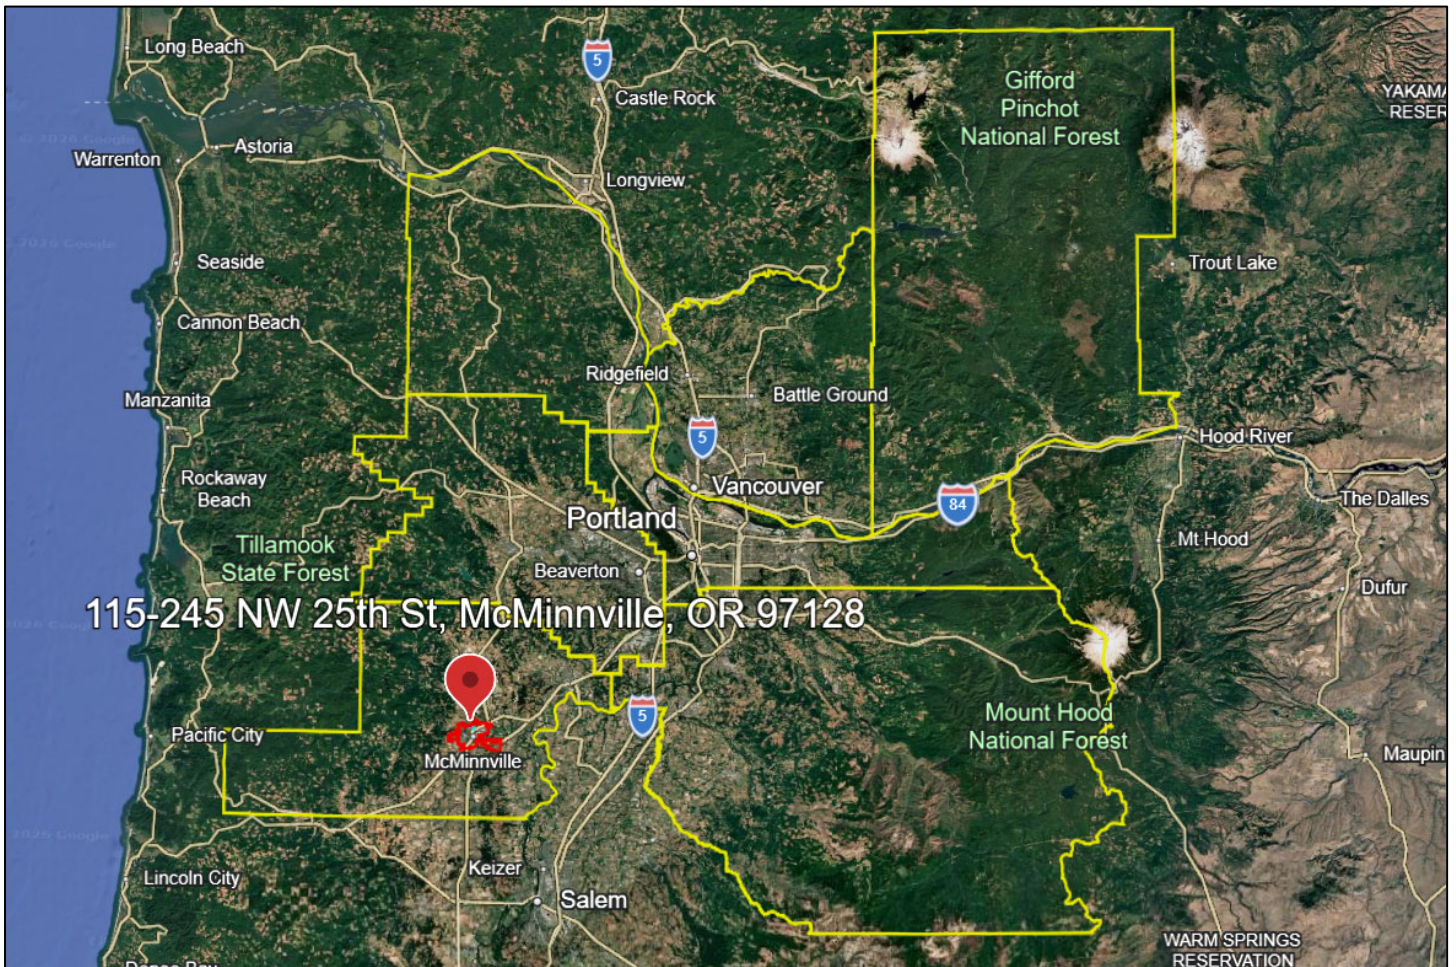 Long Beach
5
Castle Rock
Gifford
Pinchot
National Forest
YAKAMA
RESER
Warrenton
Astoria
Longview
Seaside
Trout Lake
Cannon Beach
Ridgefield
Battle Ground
Manzanita
5
Hood River
Rockaway
Beach
Vancouver
84
The Dalles
Portland
Tillamook
State Forest
Beaverton
Mt Hood
Dufur
115-245 NW 25th St, McMinnville, OR 97128
5
Mount Hood
National Forest
Pacific City
McMinnville
Maupin
Keizer
Lincoln City
Salem
WARM SPRINGS
RESERVATION
2026 Google